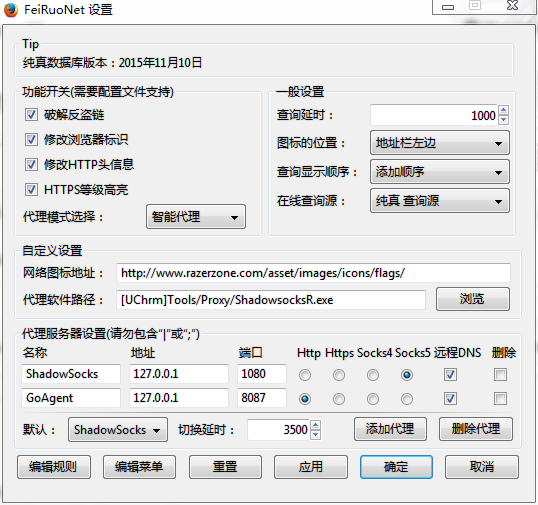 FeiRuoNet 设置
Tip
纯真数据库版本：2015年11月10日
功能开关(需要配置文件支持)
破解反盗链
修改浏览器标识
修改HTTP头信息
HTTPS等级高亮
代理模式选择： 智能代理
一般设置
查询延时： 1000
图标的位置： 地址栏左边
查询显示顺序： 添加顺序
在线查询源： 纯真 查询源
自定义设置
网络图标地址： http://www.razerzone.com/asset/images/icons/flags/
代理软件路径： [UChrm]Tools/Proxy/ShadowsocksR.exe 浏览
代理服务器设置(请勿包含"|"或";")
名称 地址 端口 Http Https Socks4 Socks5 远程DNS 删除
ShadowSocks 127.0.0.1 1080
GoAgent 127.0.0.1 8087
默认： ShadowSocks 切换延时： 3500 添加代理 删除代理
编辑规则 编辑菜单 重置 应用 确定 取消